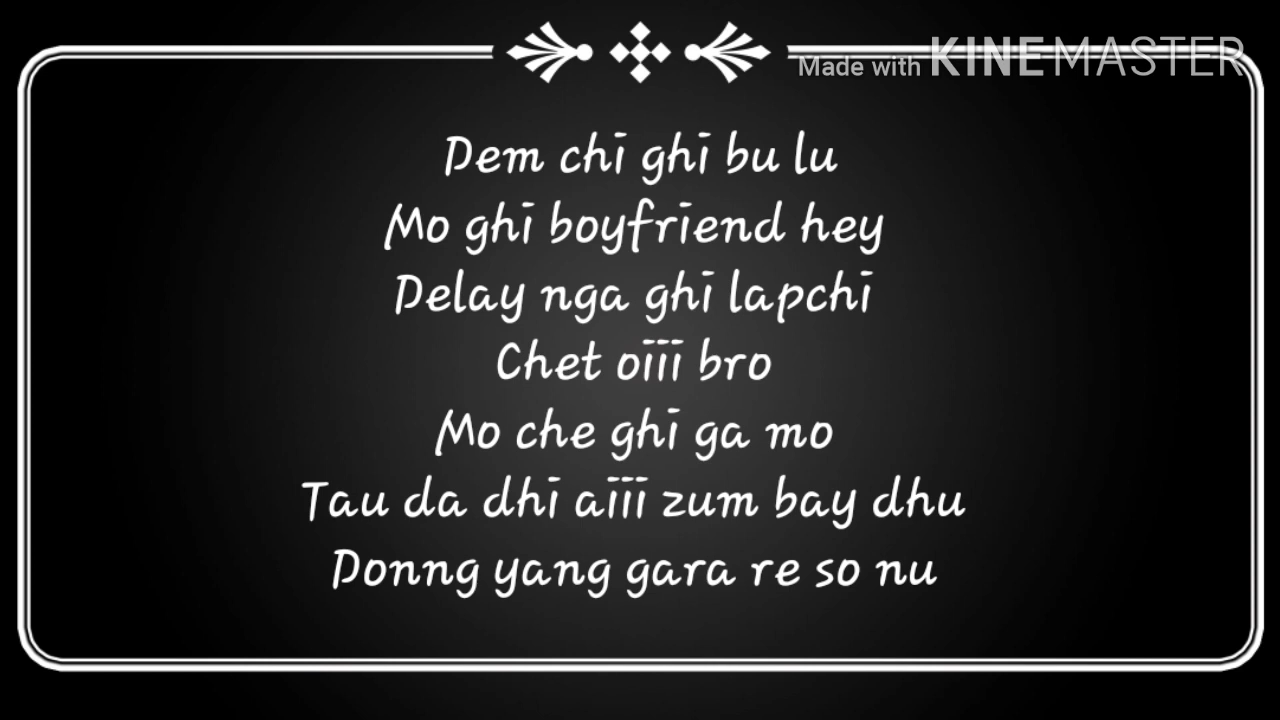 Made with KINEMASTER
Dem chi ghi bu lu
Mo ghi boyfriend hey
Delay nga ghi lapchi
Chet oiii bro
Mo che ghi ga mo
Tau da dhi aiii zum bay dhu
Donng yang gara re so nu